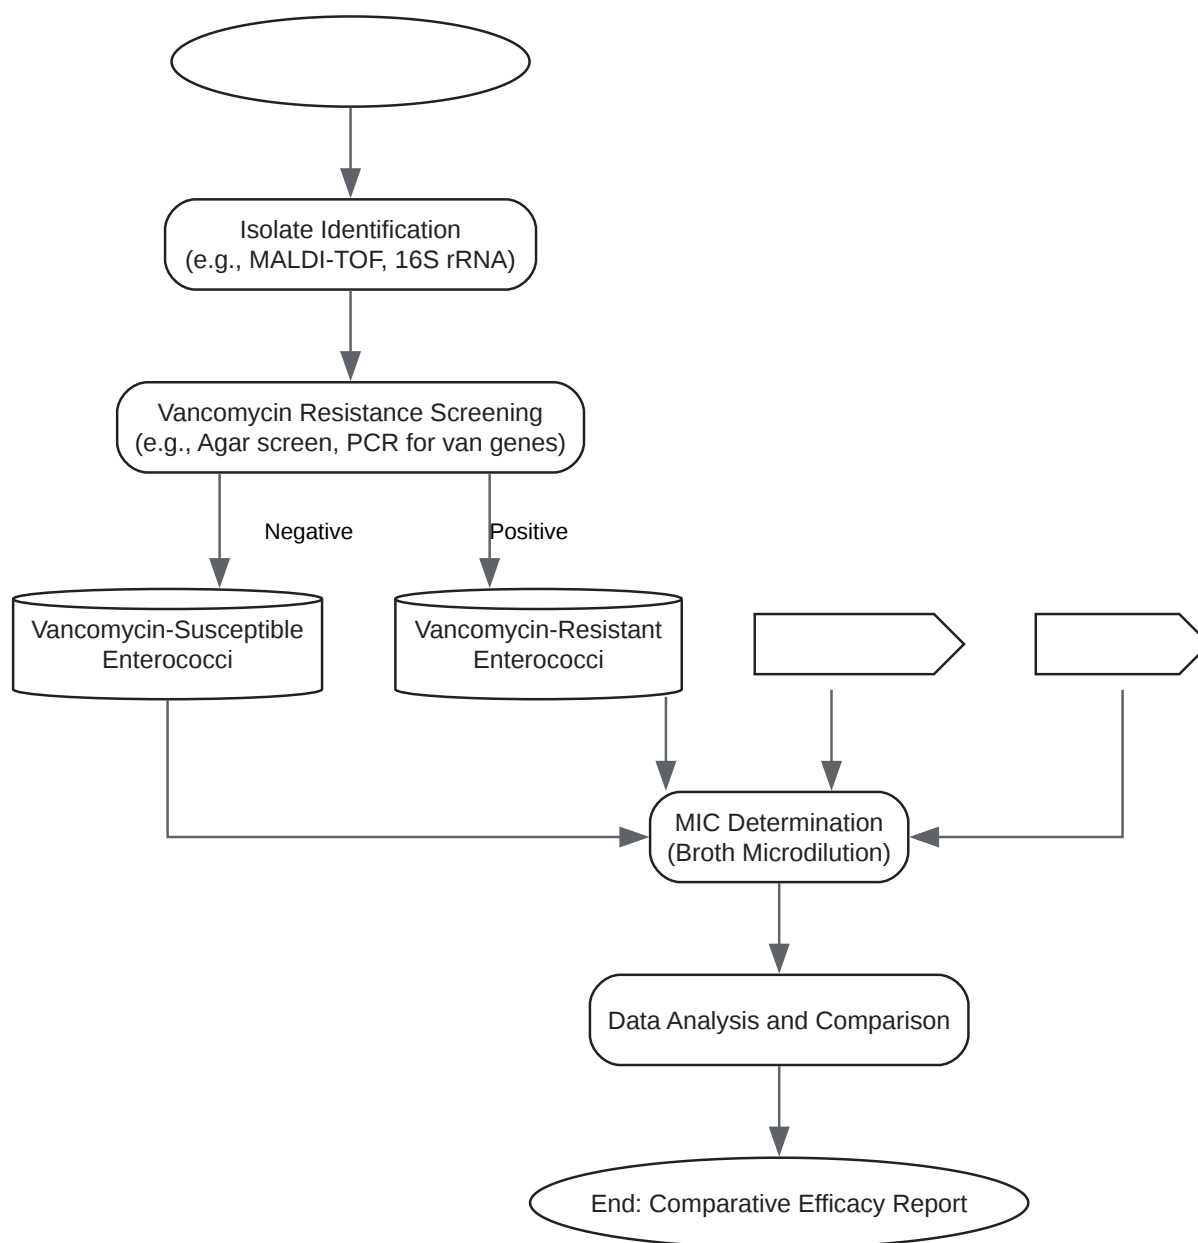 Isolate Identification
(e.g., MALDI-TOF, 16S rRNA)
Vancomycin Resistance Screening
(e.g., Agar screen, PCR for van genes)
Negative
Positive
Vancomycin-Susceptible
Enterococci
Vancomycin-Resistant
Enterococci
MIC Determination
(Broth Microdilution)
Data Analysis and Comparison
End: Comparative Efficacy Report